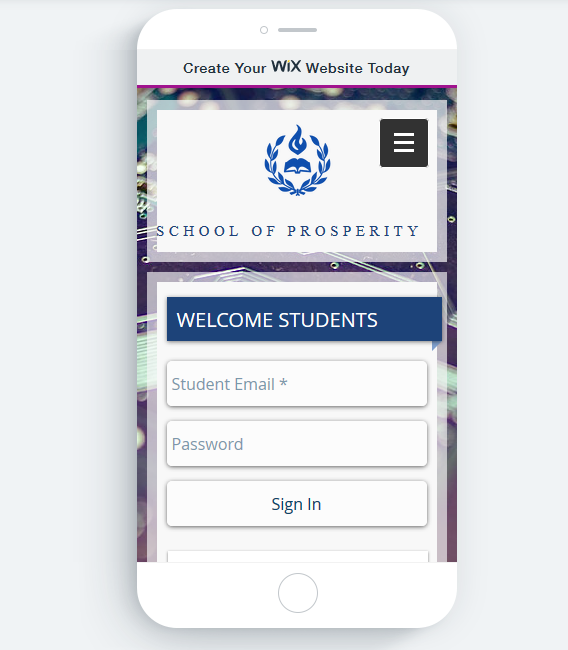 Create Your WiX Website Today
SCHOOL OF PROSPERITY
WELCOME STUDENTS
Student Email *
Password
Sign In